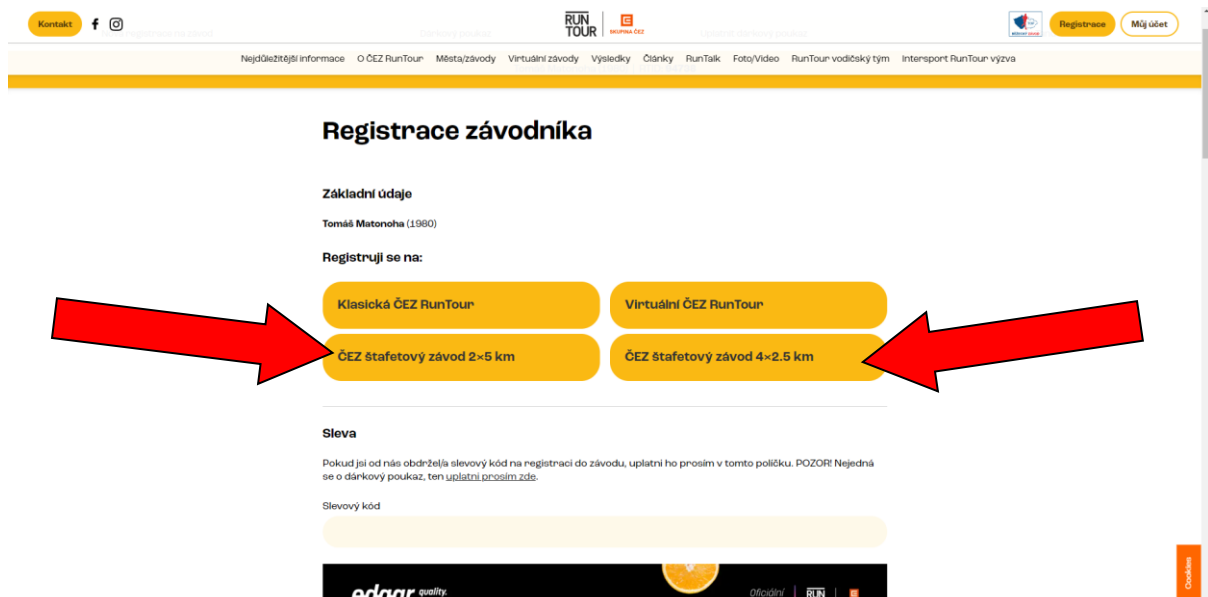 Kontakt
RUN TOUR
SKUPINA ČEZ
Registrace
Můj účet
Nejdůležitější informace O ČEZ RunTour Města/závody Virtuální závody Výsledky Články RunTalk Foto/Video RunTour vodičský tým Intersport RunTour výzva
Registrace závodníka
Základní údaje
Tomáš Matonoha (1980)
Registruji se na:
Klasická ČEZ RunTour
Virtuální ČEZ RunTour
ČEZ štafetový závod 2×5 km
ČEZ štafetový závod 4×2.5 km
Sleva
Pokud jsi od nás obdržel/a slevový kód na registraci do závodu, uplatni ho prosím v tomto políčku. POZOR! Nejedná
se o dárkový poukaz, ten uplatni prosím zde.
Slevový kód
edgar quality.
Oficiální
RUN
Cookies